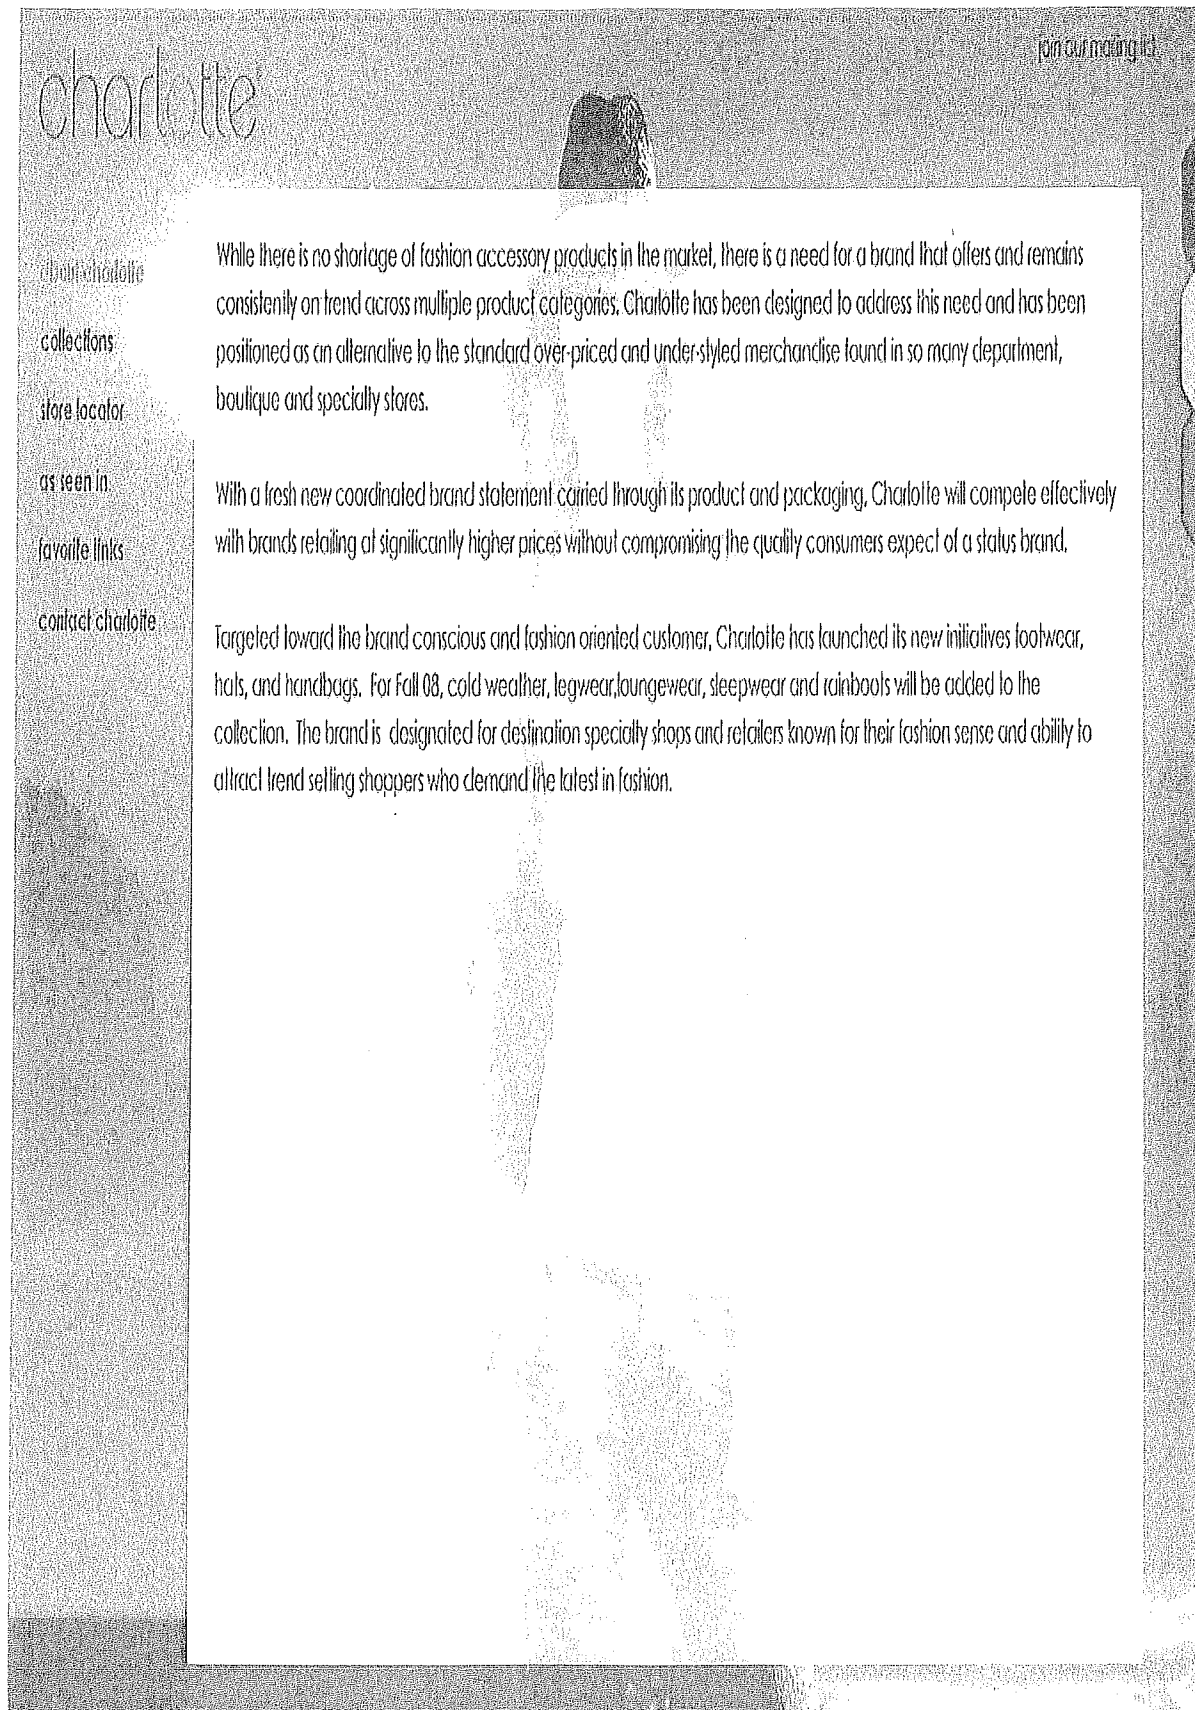 join our mailing list
charlotte
about charlotte
collections
store locator
as seen in
favorite links
contact charlotte
While there is no shortage of fashion accessory products in the market, there is a need for a brand that offers and remains
consistently on trend across multiple product categories. Charlotte has been designed to address this need and has been
positioned as an alternative to the standard over-priced and under-styled merchandise found in so many department,
boutique and specialty stores.
With a fresh new coordinated brand statement carried through its product and packaging, Charlotte will compete effectively
with brands retailing at significantly higher prices without compromising the quality consumers expect of a status brand.
Targeted toward the brand conscious and fashion oriented customer, Charlotte has launched its new initiatives footwear,
hats, and handbags. For Fall 08, cold weather, legwear,loungewear, sleepwear and rainboots will be added to the
collection. The brand is designated for destination specialty shops and retailers known for their fashion sense and ability to
attract trend setting shoppers who demand the latest in fashion.